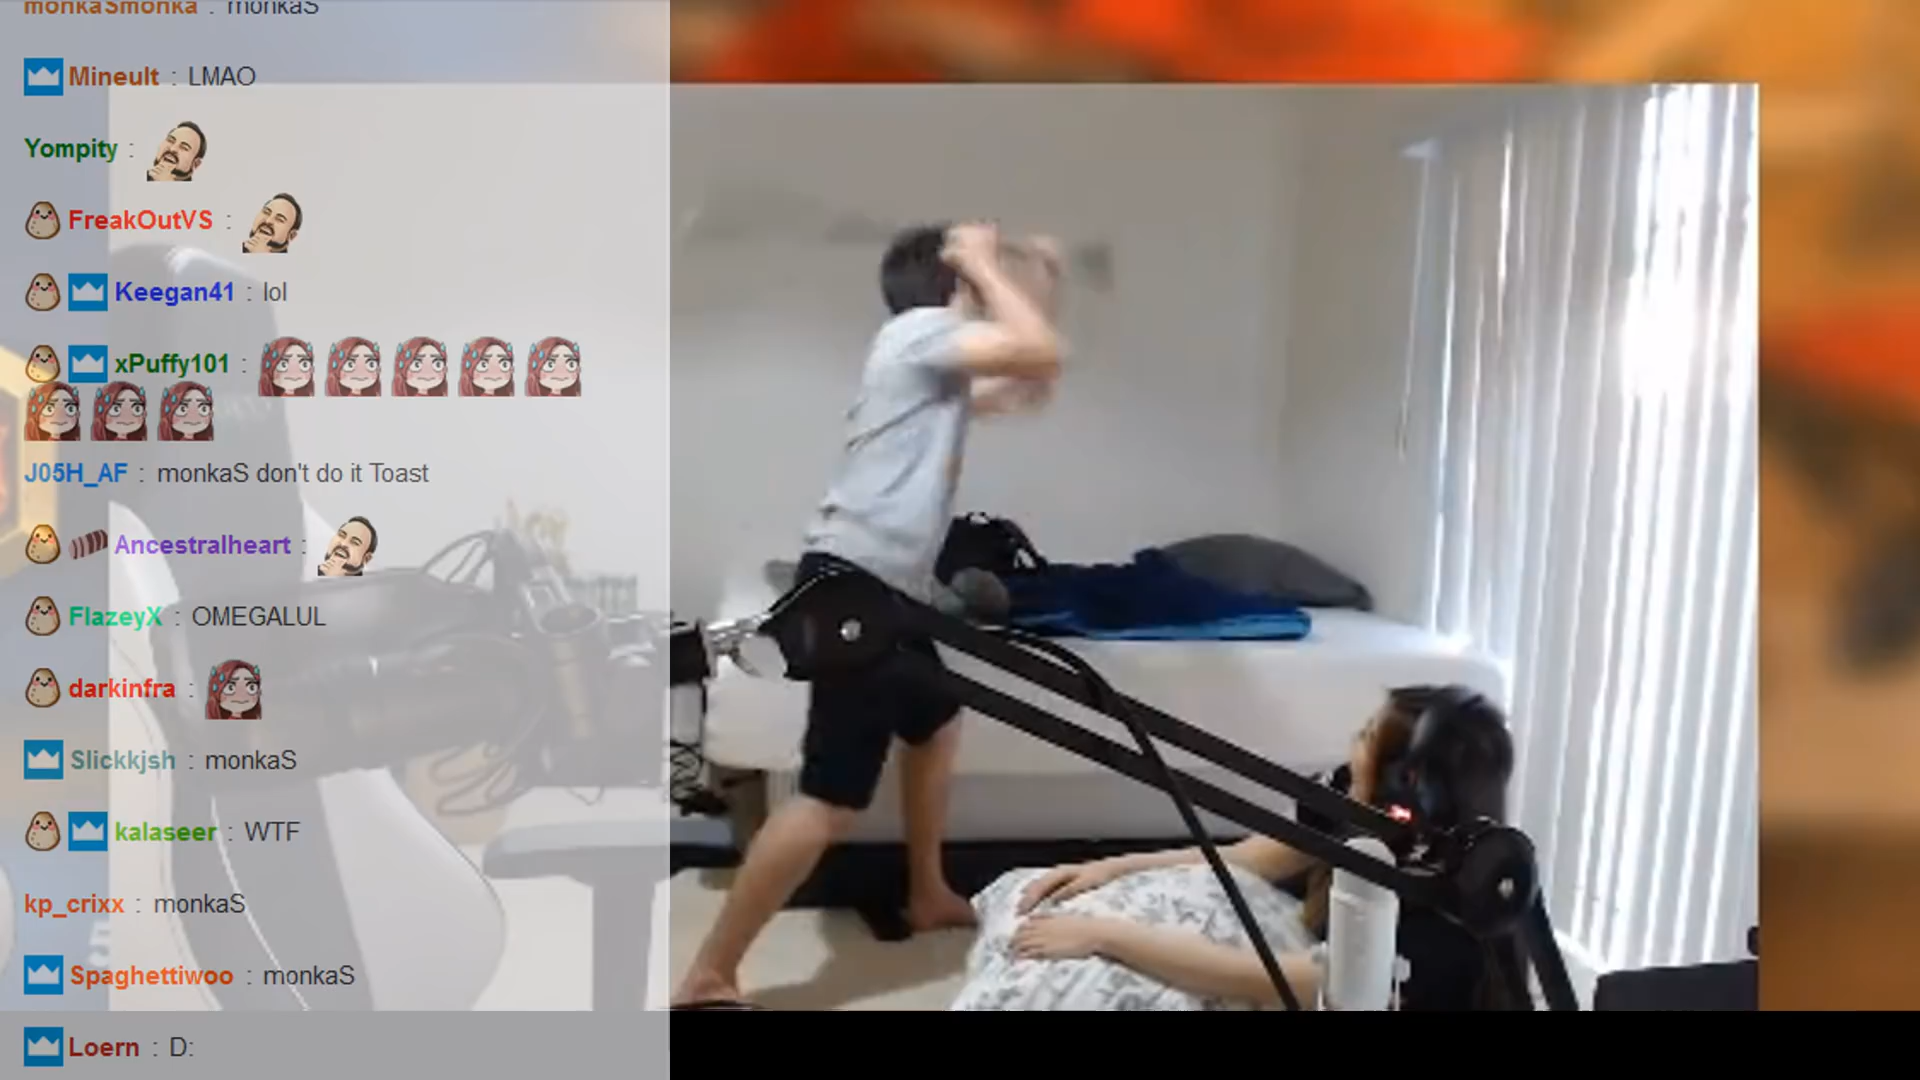 monkaSmonka : monkaS
Mineult : LMAO
Yompity :
FreakOutVS :
Keegan41 : lol
xPuffy101 :
J05H_AF : monkaS don't do it Toast
Ancestralheart :
FlazeyX : OMEGALUL
darkinfra :
Slickkjsh : monkaS
kalaseer : WTF
kp_crixx : monkaS
Spaghettiwoo : monkaS
Loern : D: